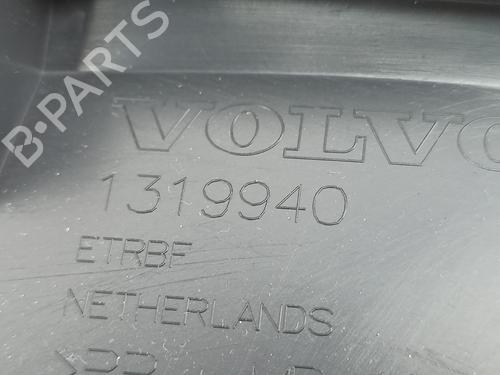 B-PARTS
VOLVO
1319940
ETRBF
NETHERLANDS